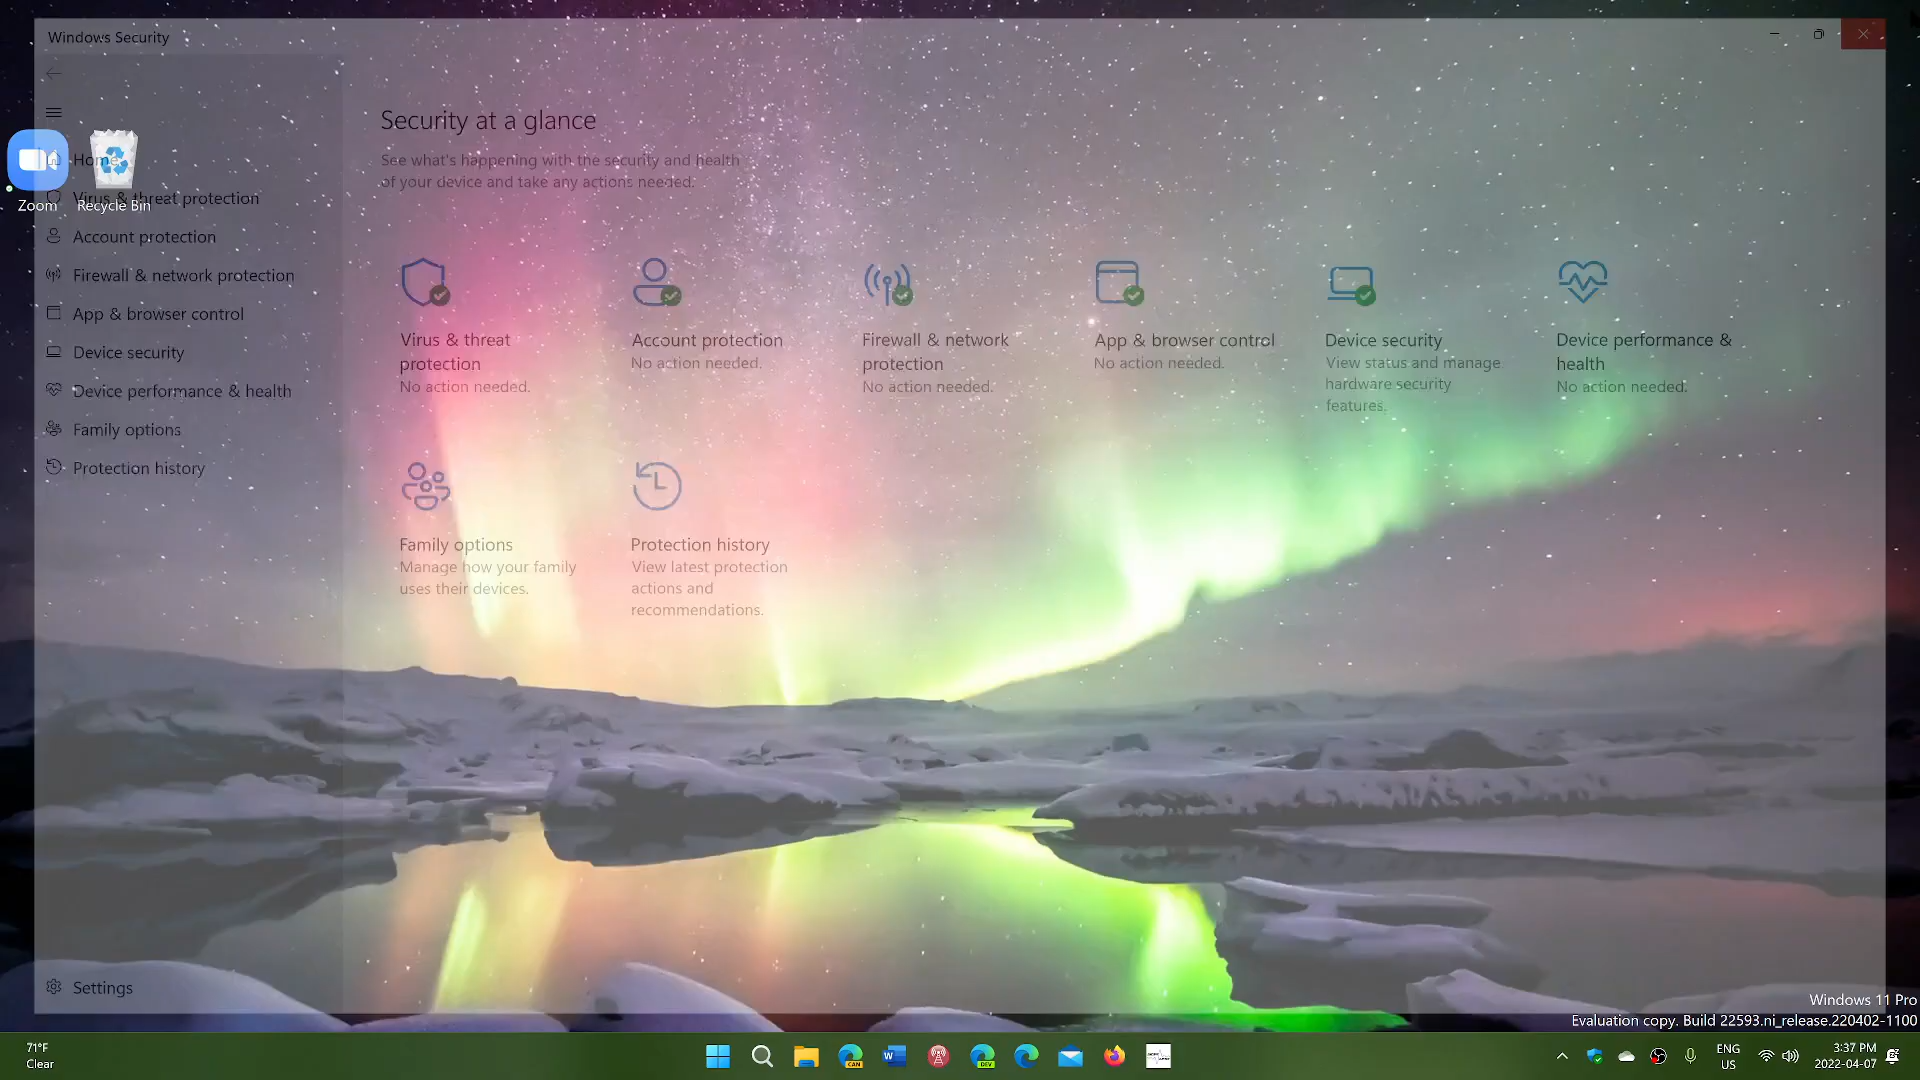 Windows Security
Home
Zoom
Recycle Bin
Virus & threat protection
Account protection
Firewall & network protection
App & browser control
Device security
Device performance & health
Family options
Protection history
Settings
Security at a glance
See what's happening with the security and health
of your device and take any actions needed.
Virus & threat
protection
No action needed.
Account protection
No action needed.
Firewall & network
protection
No action needed.
App & browser control
No action needed.
Device security
View status and manage
hardware security
features.
Device performance &
health
No action needed.
Family options
Manage how your family
uses their devices.
Protection history
View latest protection
actions and
recommendations.
Windows 11 Pro
Evaluation copy. Build 22593.ni_release.220402-1100
71°F
Clear
CAN
W
DEV
ENG
US
3:37 PM
2022-04-07